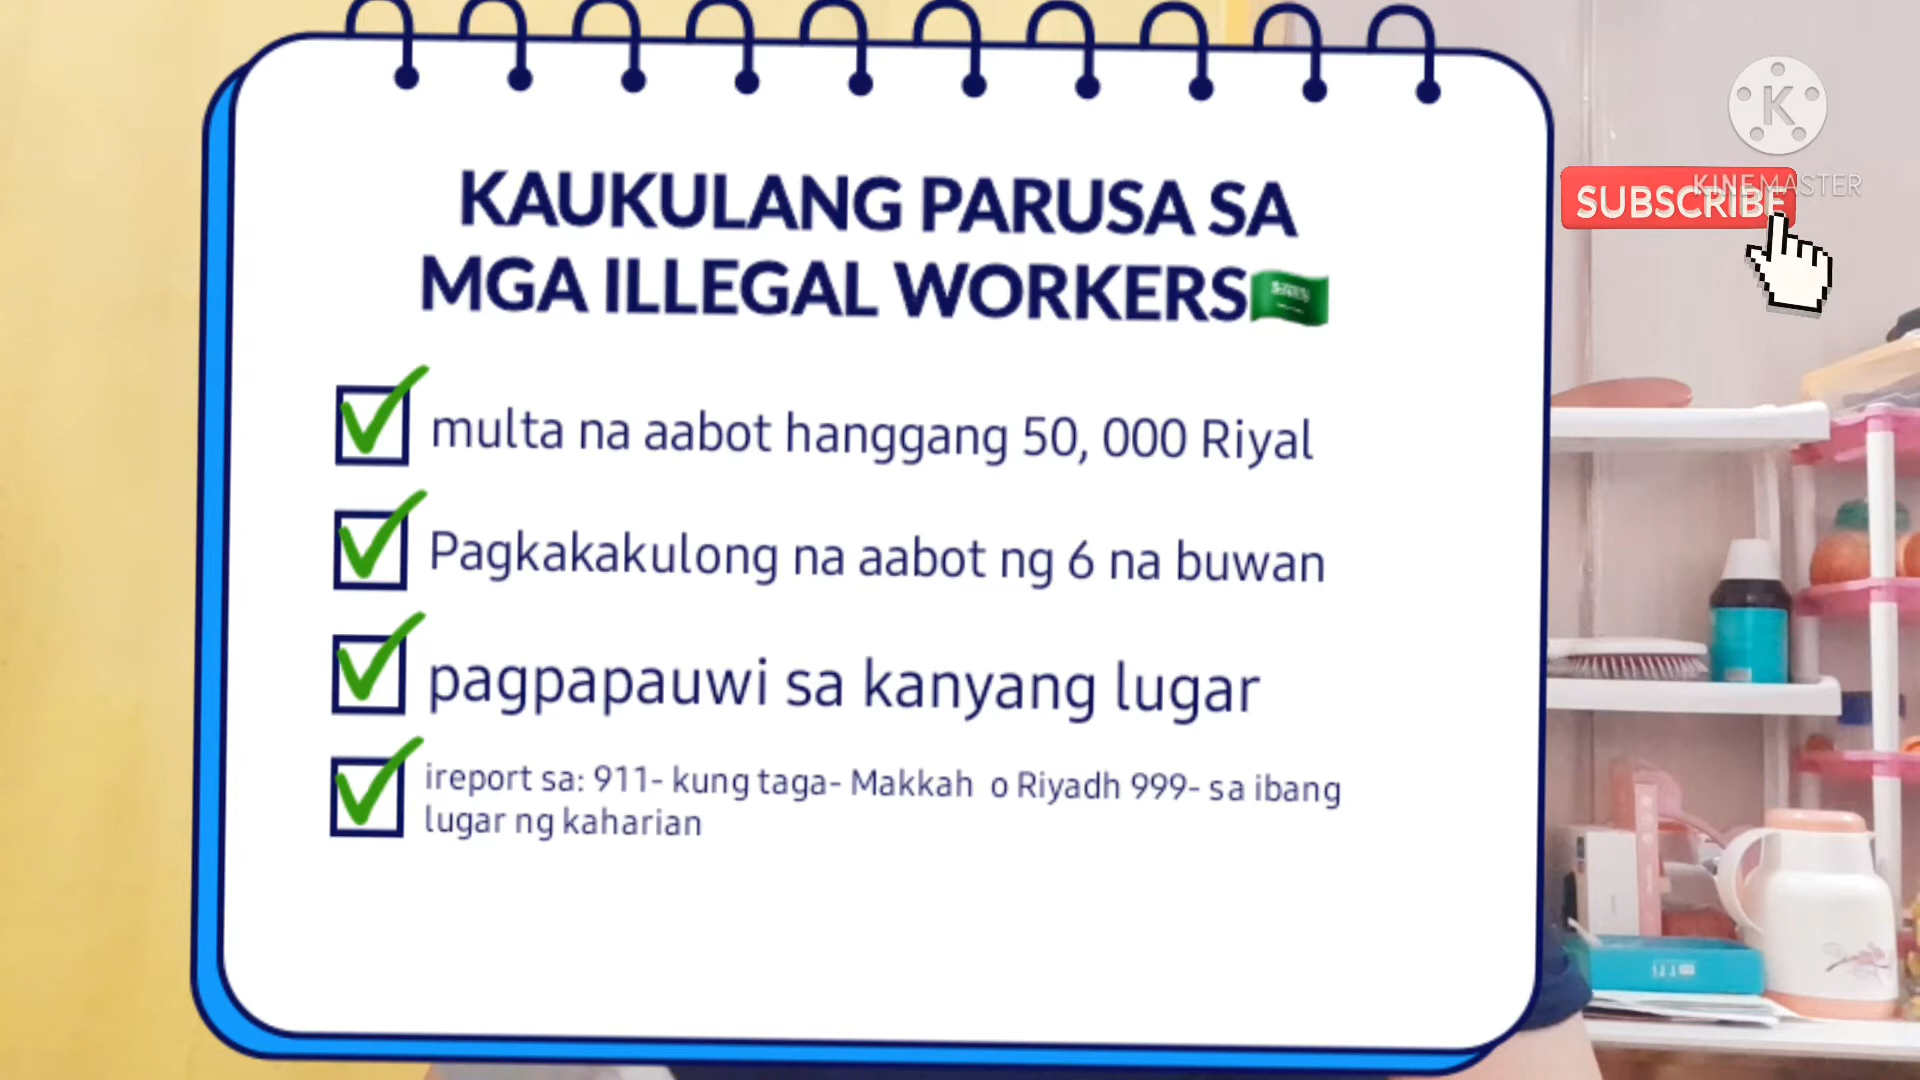 KAUKULANG PARUSA SA
MGA ILLEGAL WORKERS
multa na aabot hanggang 50, 000 Riyal
Pagkakakulong na aabot ng 6 na buwan
pagpapauwi sa kanyang lugar
ireport sa: 911- kung taga- Makkah o Riyadh 999- sa ibang
lugar ng kaharian
K
KINEMASTER
SUBSCRIBE